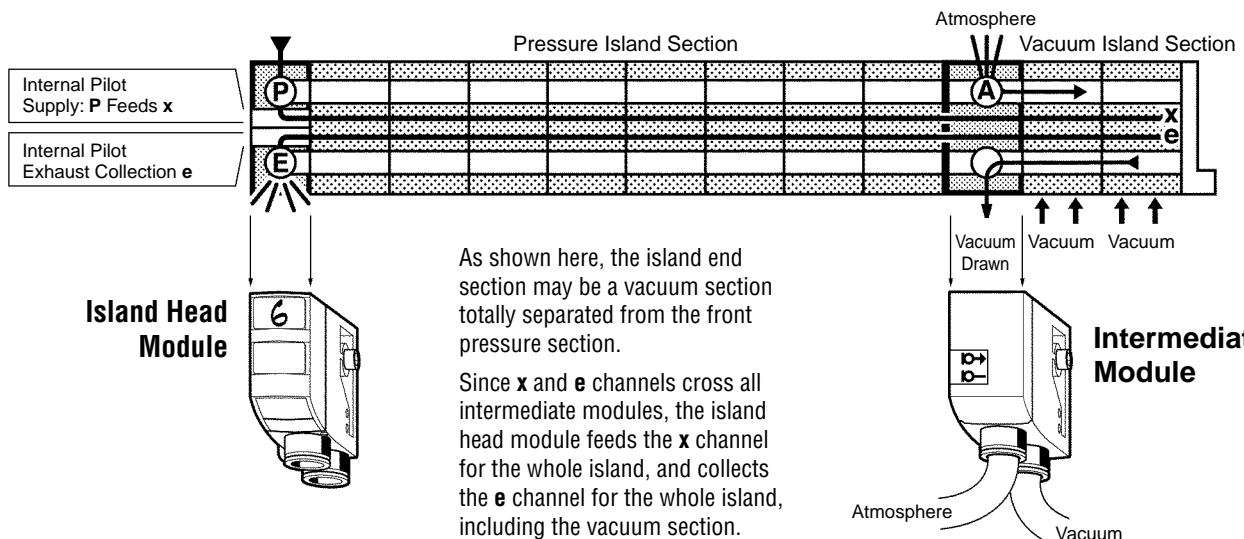 Atmosphere
Pressure Island Section
Vacuum Island Section
Internal Pilot
Supply: P Feeds x
P
A
x
e
Internal Pilot
Exhaust Collection e
E
Vacuum
Drawn
Vacuum
Vacuum
Island Head
Module
6
As shown here, the island end
section may be a vacuum section
totally separated from the front
pressure section.
Since x and e channels cross all
intermediate modules, the island
head module feeds the x channel
for the whole island, and collects
the e channel for the whole island,
including the vacuum section.
Intermediat
Module
Atmosphere
Vacuum